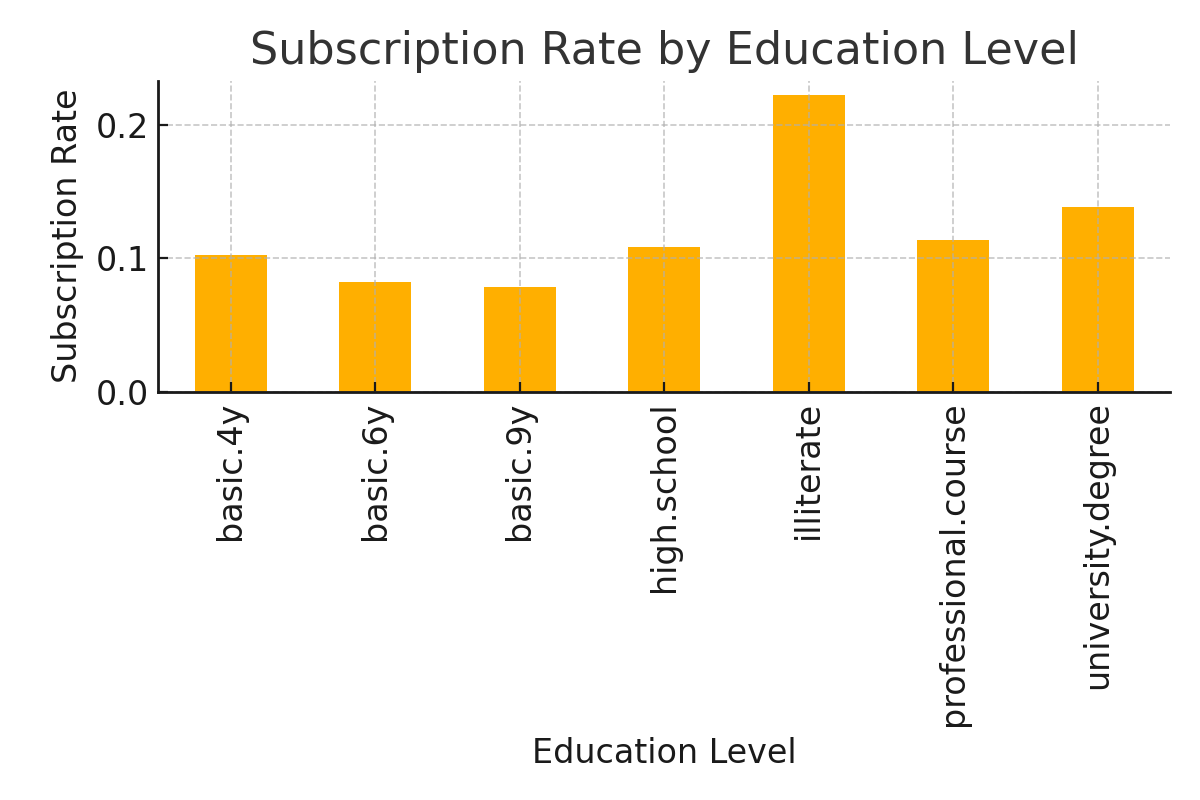 Subscription Rate by Education Level
Subscription Rate
0.2
0.1
0.0
basic.4y
basic.6y
basic.9y
high.school
illiterate
professional.course
university.degree
Education Level